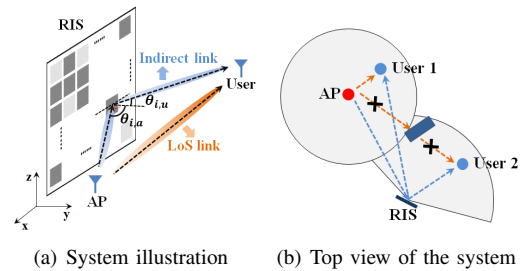 RIS
......
Indirect link
User
θi,u
θi,a
LoS link
AP
z
y
x
(a) System illustration
User 1
AP
User 2
RIS
(b) Top view of the system